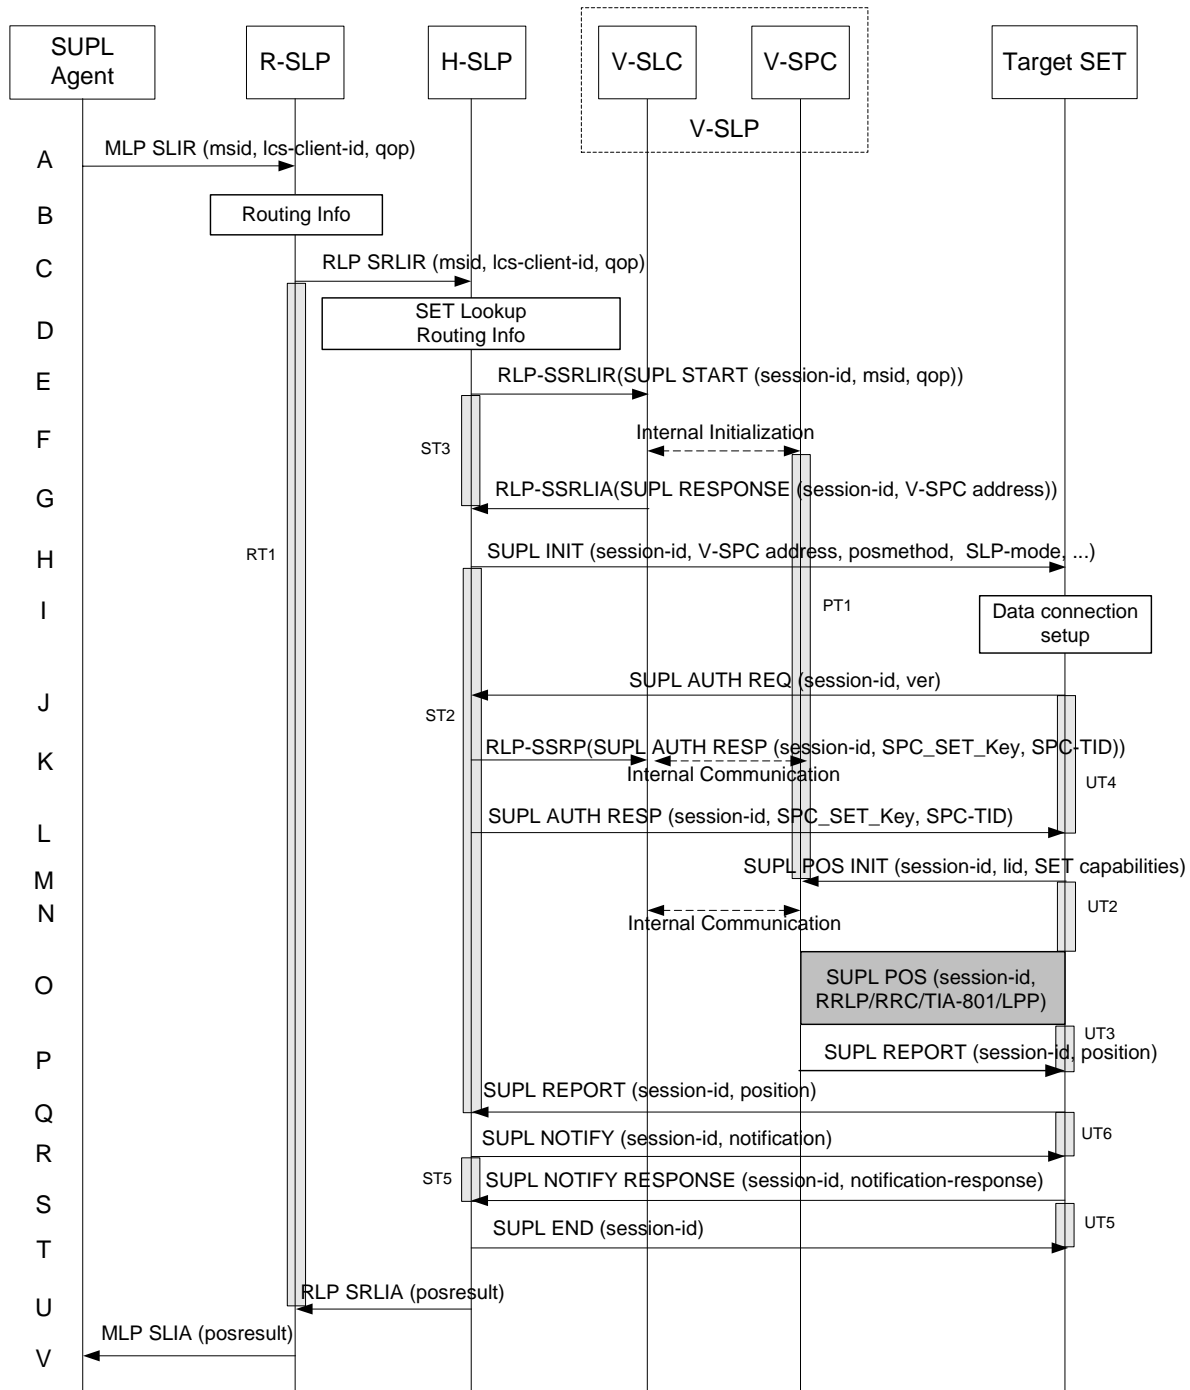 SUPL
Agent
R-SLP
H-SLP
V-SLC
V-SPC
Target SET
V-SLP
A
MLP SLIR (msid, lcs-client-id, qop)
B
Routing Info
C
RLP SRLIR (msid, lcs-client-id, qop)
D
SET Lookup
Routing Info
E
RLP-SSRLIR(SUPL START (session-id, msid, qop))
F
ST3
Internal Initialization
G
RLP-SSRLIA(SUPL RESPONSE (session-id, V-SPC address))
RT1
H
SUPL INIT (session-id, V-SPC address, posmethod, SLP-mode, ...)
I
PT1
Data connection
setup
J
SUPL AUTH REQ (session-id, ver)
ST2
K
RLP-SSRP(SUPL AUTH RESP (session-id, SPC_SET_Key, SPC-TID))
Internal Communication
UT4
L
SUPL AUTH RESP (session-id, SPC_SET_Key, SPC-TID)
M
SUPL POS INIT (session-id, lid, SET capabilities)
N
Internal Communication
UT2
O
SUPL POS (session-id,
RRLP/RRC/TIA-801/LPP)
UT3
P
SUPL REPORT (session-id, position)
Q
SUPL REPORT (session-id, position)
UT6
R
SUPL NOTIFY (session-id, notification)
ST5
S
SUPL NOTIFY RESPONSE (session-id, notification-response)
UT5
T
SUPL END (session-id)
U
RLP SRLIA (posresult)
V
MLP SLIA (posresult)